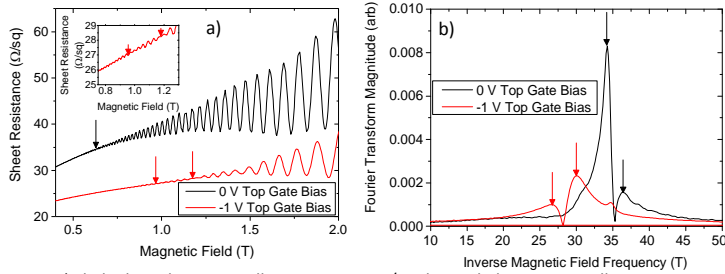 a)
Sheet Resistance (Ω/sq)
60
50
40
30
20
0.5
1.0
1.5
2.0
Magnetic Field (T)
Sheet Resistance
(Ω/sq)
29
28
27
26
25
0.8
1.0
1.2
Magnetic Field (T)
0 V Top Gate Bias
-1 V Top Gate Bias
b)
Fourier Transform Magnitude (arb)
0.010
0.008
0.006
0.004
0.002
0.000
10 15 20 25 30 35 40 45 50
Inverse Magnetic Field Frequency (T)
0 V Top Gate Bias
-1 V Top Gate Bias